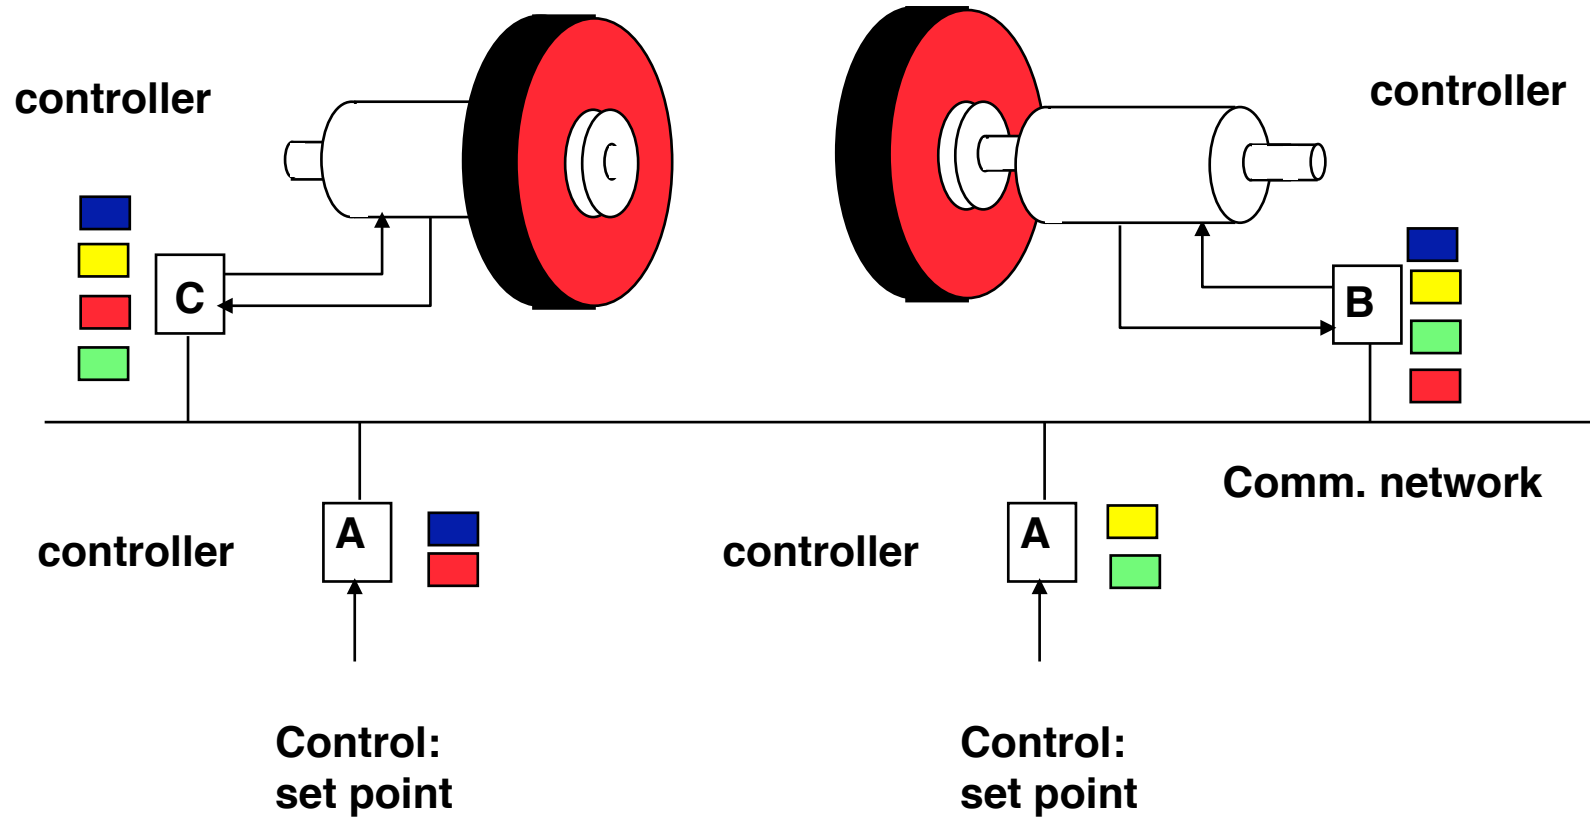 controller
controller
C
B
Comm. network
A
A
controller
controller
Control:
set point
Control:
set point